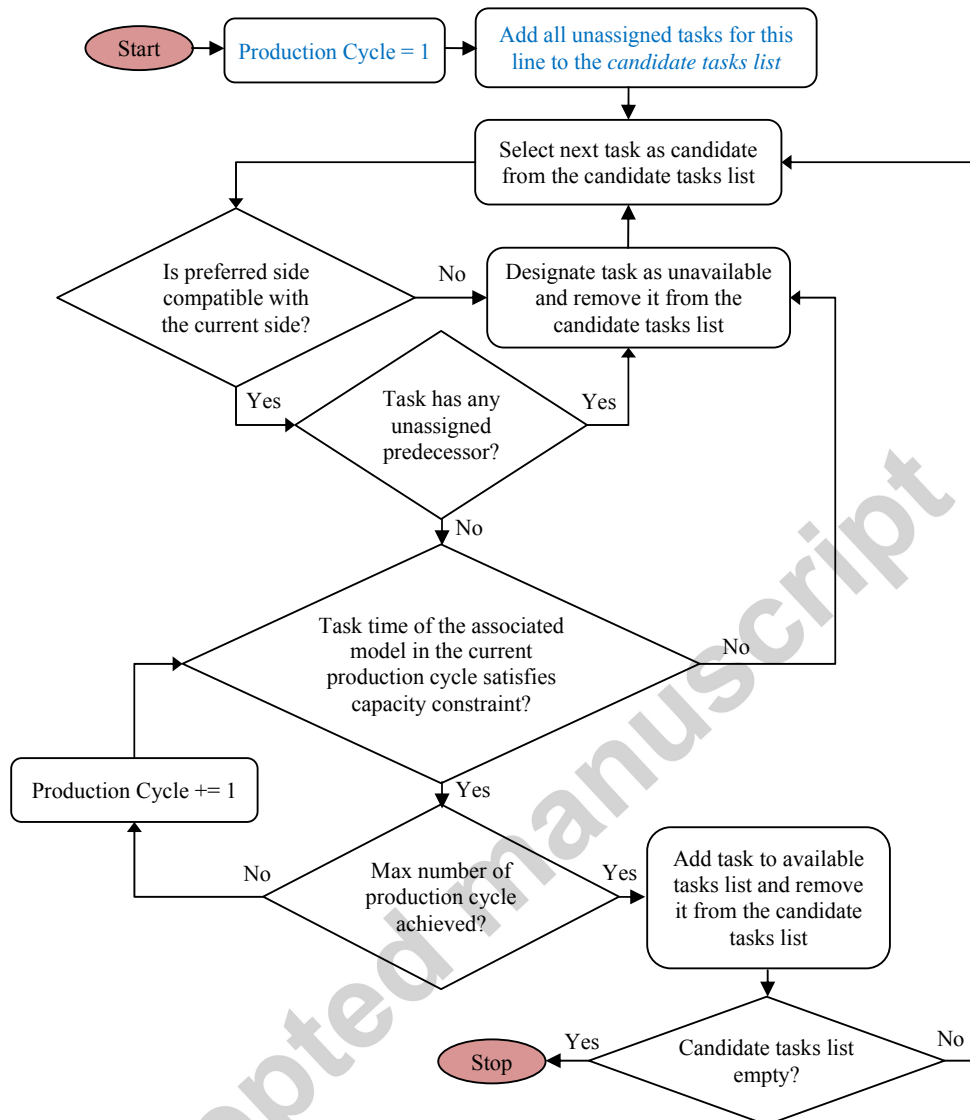 Start
Production Cycle = 1
Add all unassigned tasks for this
line to the candidate tasks list
Select next task as candidate
from the candidate tasks list
Is preferred side
compatible with
the current side?
No
Designate task as unavailable
and remove it from the
candidate tasks list
Yes
Task has any
unassigned
predecessor?
Yes
No
Task time of the associated
model in the current
production cycle satisfies
capacity constraint?
No
Production Cycle += 1
Yes
No
Max number of
production cycle
achieved?
Yes
Add task to available
tasks list and remove
it from the candidate
tasks list
Stop
Yes
Candidate tasks list
empty?
No
epted manuscript